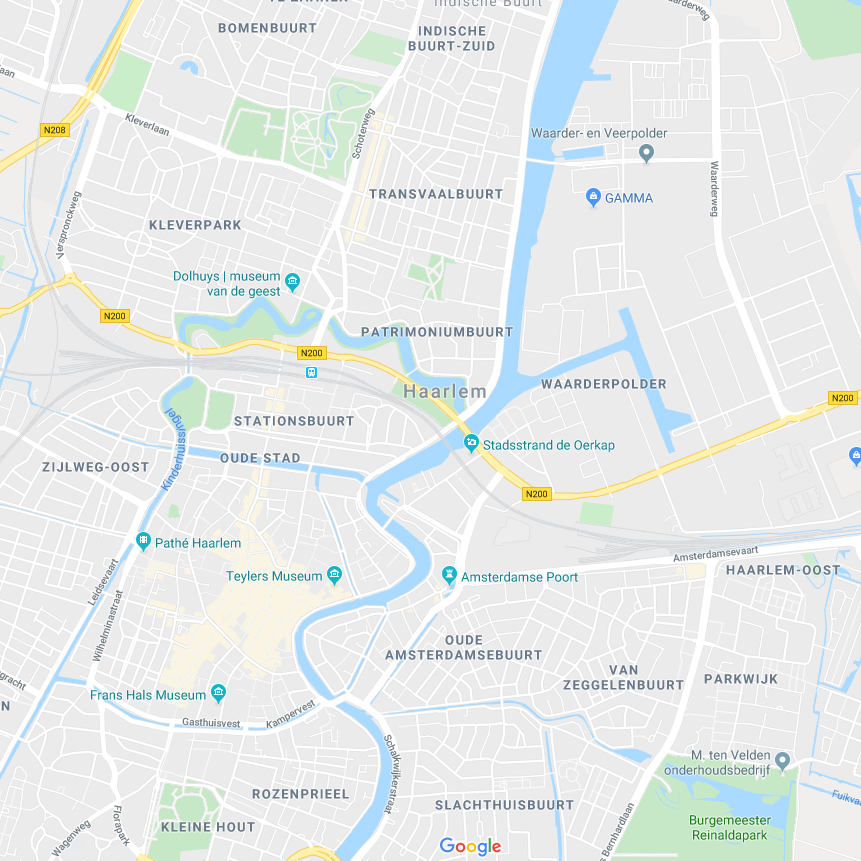 TE ZAANEN
Indische Buurt
Waarderweg
BOMENBUURT
INDISCHE
BUURT-ZUID
N208
Kleverlaan
Schoterweg
Waarder- en Veerpolder
TRANSVAALBUURT
GAMMA
Waarderweg
Verspronckweg
KLEVERPARK
Dolhuys | museum
van de geest
N200
PATRIMONIUMBUURT
N200
Haarlem
WAARDERPOLDER
N200
STATIONSBUURT
Kinderhuissingel
Stadsstrand de Oerkap
OUDE STAD
ZIJLWEG-OOST
N200
Pathé Haarlem
Amsterdamsevaart
Teylers Museum
Amsterdamse Poort
HAARLEM-OOST
Leidsevaart
Wilhelminastraat
OUDE
AMSTERDAMSEBUURT
VAN
ZEGGELENBUURT
PARKWIJK
Frans Hals Museum
Gasthuisvest
Kampervest
Schalkwijkerstraat
M. ten Velden
onderhoudsbedrijf
ROZENPRIEEL
SLACHTHUISBUURT
Burgemeester
Reinaldapark
KLEINE HOUT
Florapark
Wagenweg
Bernhardlaan
Google